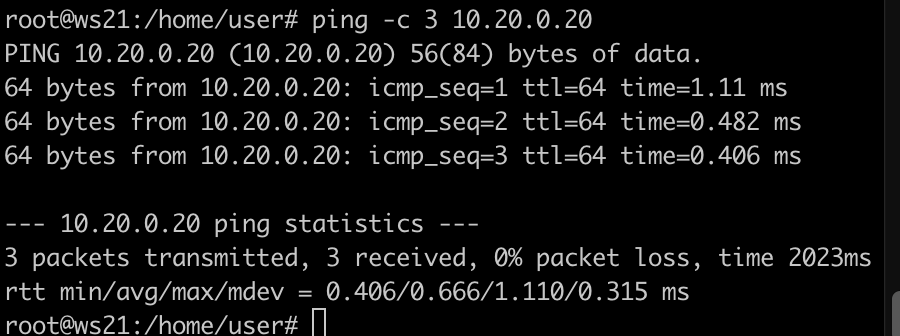 root@ws21:/home/user# ping -c 3 10.20.0.20
PING 10.20.0.20 (10.20.0.20) 56(84) bytes of data.
64 bytes from 10.20.0.20: icmp_seq=1 ttl=64 time=1.11 ms
64 bytes from 10.20.0.20: icmp_seq=2 ttl=64 time=0.482 ms
64 bytes from 10.20.0.20: icmp_seq=3 ttl=64 time=0.406 ms

--- 10.20.0.20 ping statistics ---
3 packets transmitted, 3 received, 0% packet loss, time 2023ms
rtt min/avg/max/mdev = 0.406/0.666/1.110/0.315 ms
root@ws21:/home/user#